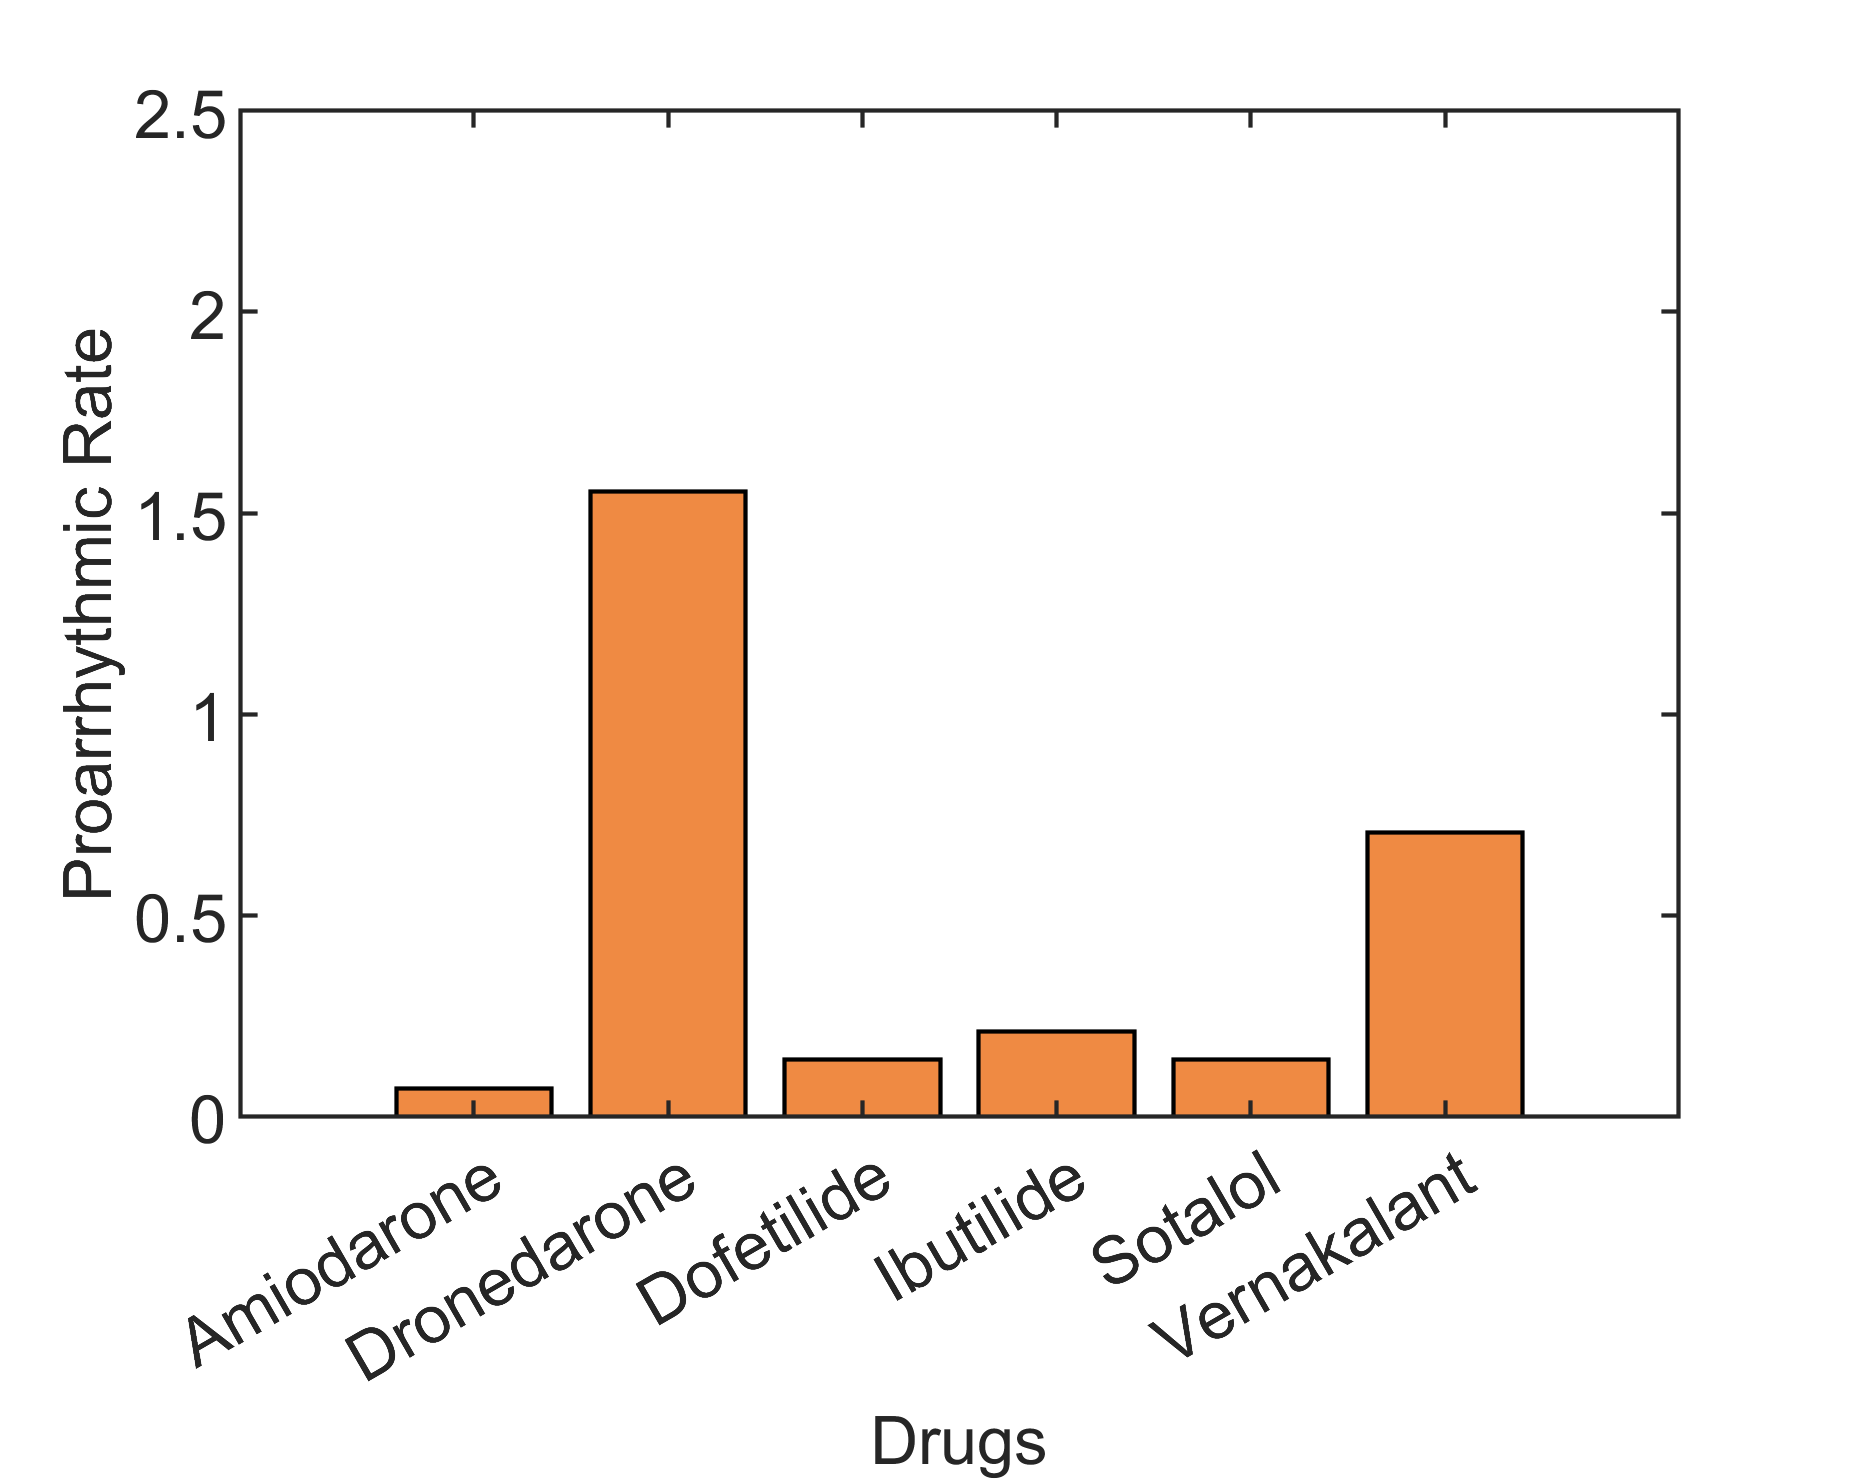 2.5
2
1.5
1
0.5
0
Proarrhythmic Rate
Amiodarone
Dronedarone
Dofetilide
Ibutilide
Sotalol
Vernakalant
Drugs